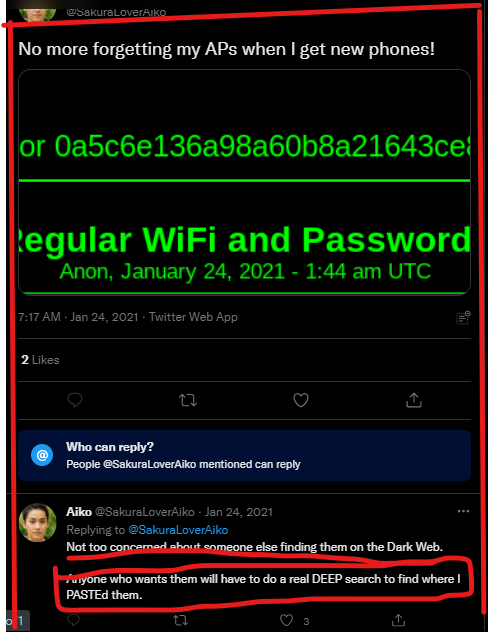 @SakuraLoverAiko
No more forgetting my APs when I get new phones!
or 0a5c6e136a98a60b8a21643ce8
Regular WiFi and Password
Anon, January 24, 2021 - 1:44 am UTC
7:17 AM · Jan 24, 2021 · Twitter Web App
2 Likes
Who can reply?
People @SakuraLoverAiko mentioned can reply
Aiko @SakuraLoverAiko · Jan 24, 2021
Replying to @SakuraLoverAiko
Not too concerned about someone else finding them on the Dark Web.
Anyone who wants them will have to do a real DEEP search to find where I
PASTEd them.
3